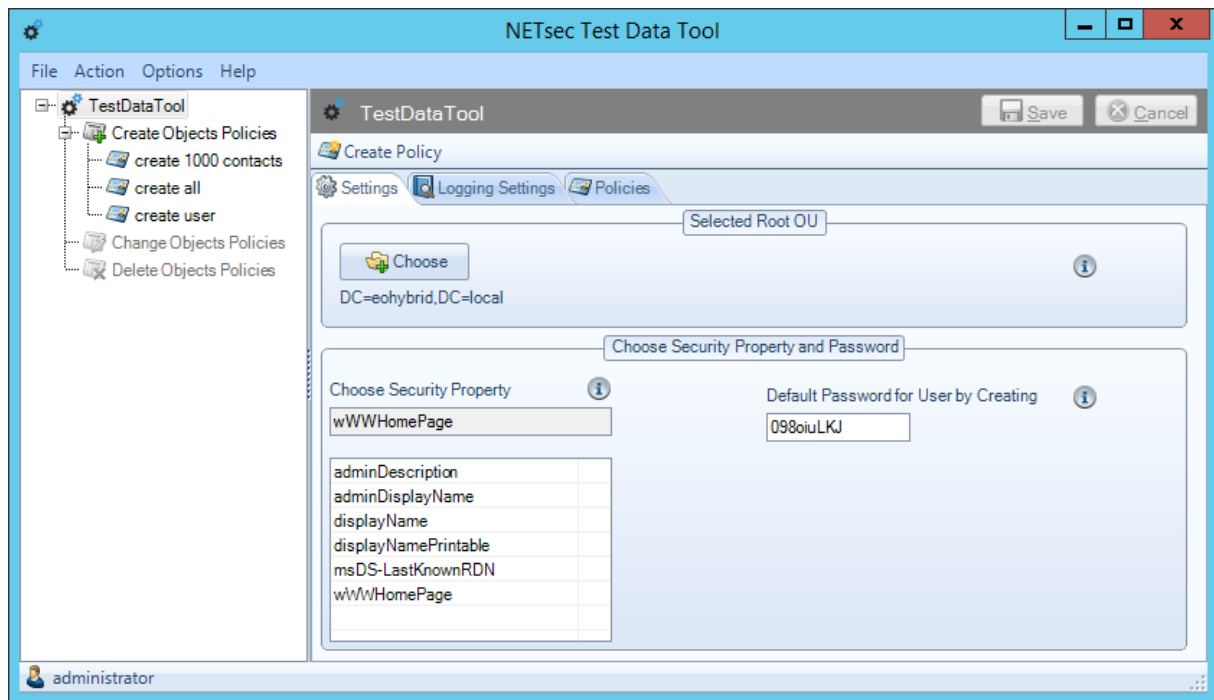 NETsec Test Data Tool
File Action Options Help
TestDataTool
Create Objects Policies
create 1000 contacts
create all
create user
Change Objects Policies
Delete Objects Policies
TestDataTool
Save
Cancel
Create Policy
Settings
Logging Settings
Policies
Selected Root OU
Choose
DC=eohybrid,DC=local
Choose Security Property and Password
Choose Security Property
Default Password for User by Creating
wWWHomePage
098oiuLKJ
adminDescription
adminDisplayName
displayName
displayNamePrintable
msDS-LastKnownRDN
wWWHomePage
administrator